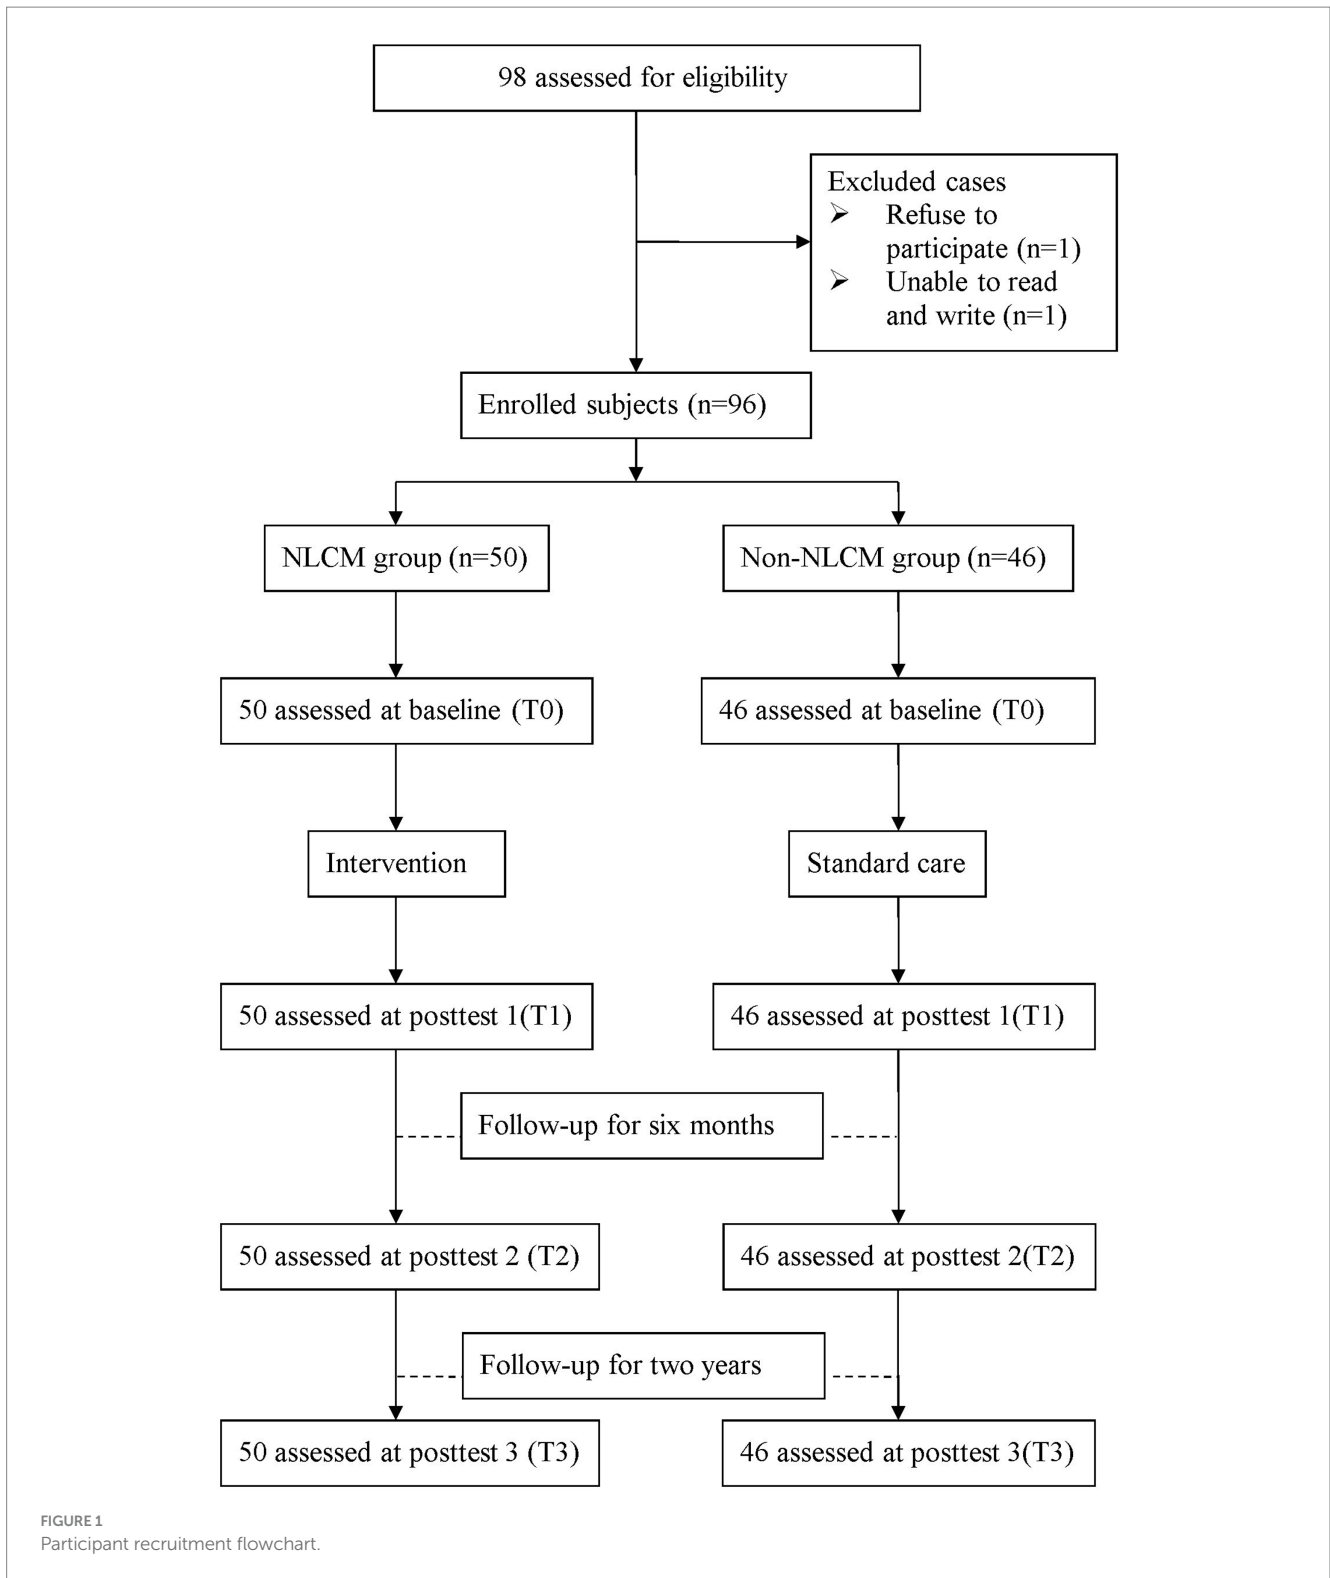 98 assessed for eligibility
Excluded cases
➢ Refuse to
participate (n=1)
➢ Unable to read
and write (n=1)
Enrolled subjects (n=96)
NLCM group (n=50)
Non-NLCM group (n=46)
50 assessed at baseline (T0)
46 assessed at baseline (T0)
Intervention
Standard care
50 assessed at posttest 1(T1)
46 assessed at posttest 1(T1)
Follow-up for six months
50 assessed at posttest 2 (T2)
46 assessed at posttest 2(T2)
Follow-up for two years
50 assessed at posttest 3 (T3)
46 assessed at posttest 3(T3)
FIGURE 1
Participant recruitment flowchart.